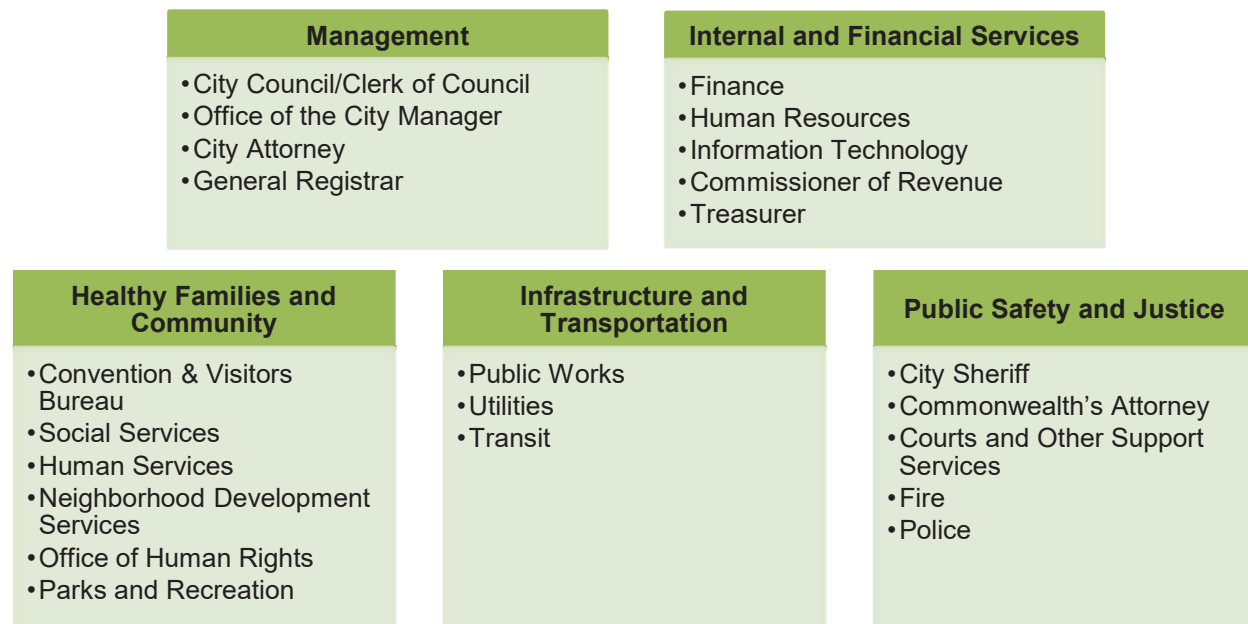 Management
•City Council/Clerk of Council
•Office of the City Manager
•City Attorney
•General Registrar
Internal and Financial Services
•Finance
•Human Resources
•Information Technology
•Commissioner of Revenue
•Treasurer
Healthy Families and
Community
•Convention & Visitors
Bureau
•Social Services
•Human Services
•Neighborhood Development
Services
•Office of Human Rights
•Parks and Recreation
Infrastructure and
Transportation
•Public Works
•Utilities
•Transit
Public Safety and Justice
•City Sheriff
•Commonwealth’s Attorney
•Courts and Other Support
Services
•Fire
•Police